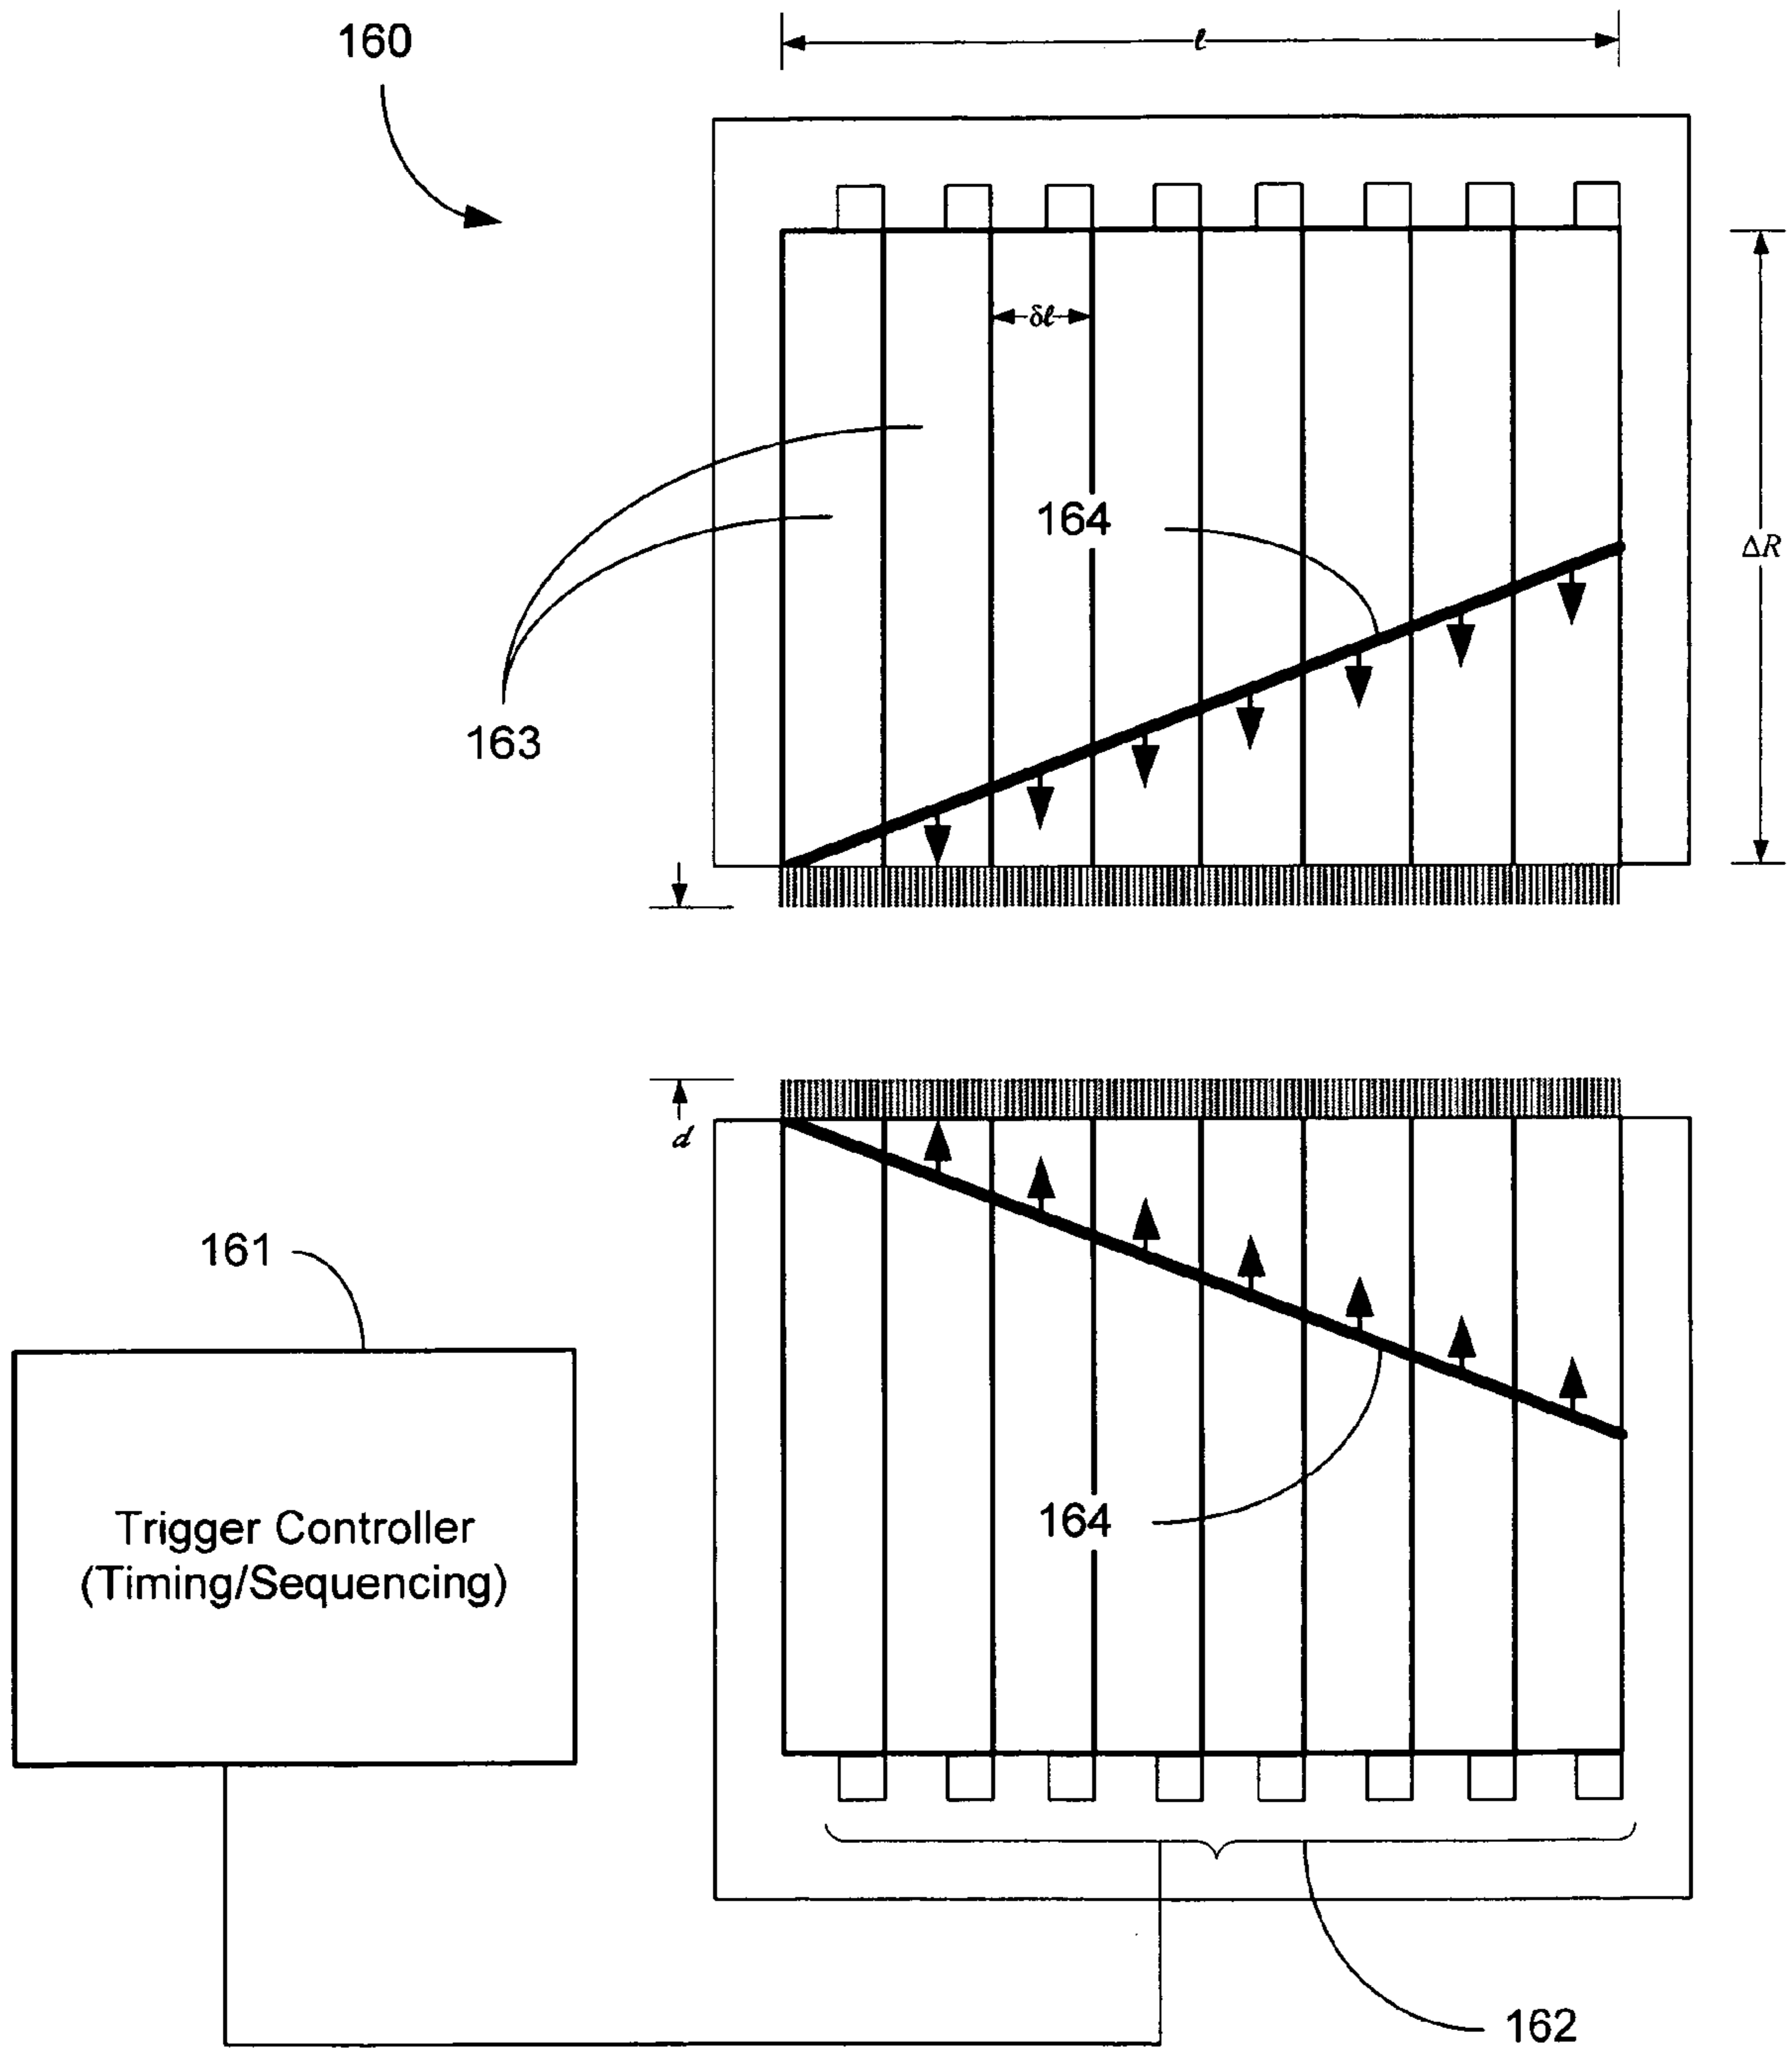 160
ℓ
δℓ
164
ΔR
163
d
161
Trigger Controller
(Timing/Sequencing)
164
162